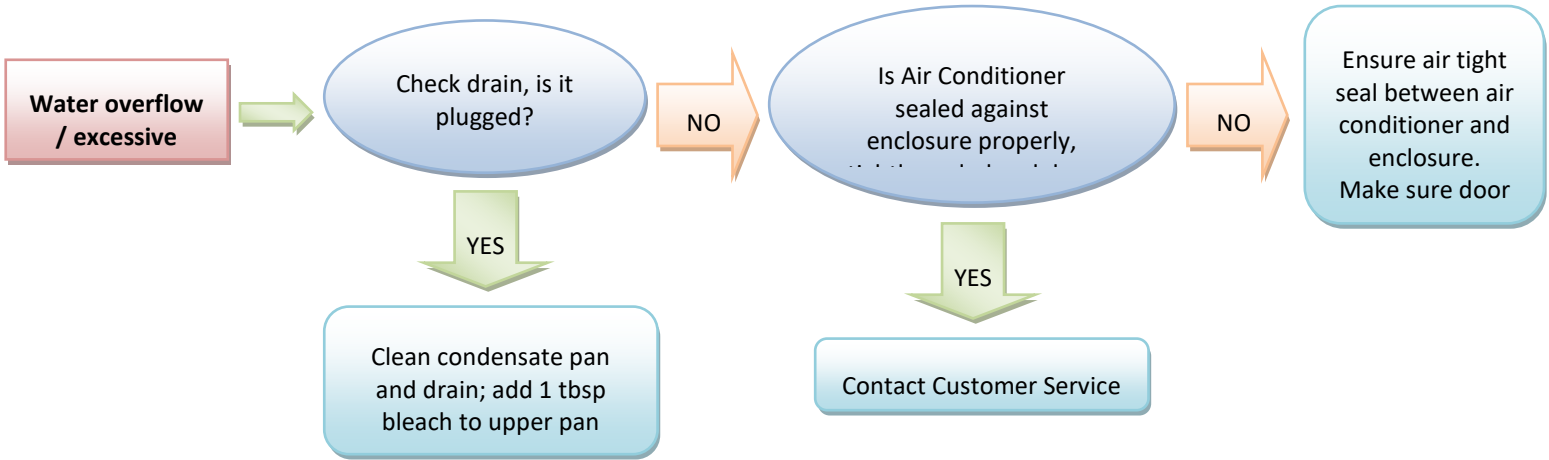 Water overflow
/ excessive
Check drain, is it
plugged?
NO
Is Air Conditioner
sealed against
enclosure properly,
NO
Ensure air tight
seal between air
conditioner and
enclosure.
Make sure door
YES
Clean condensate pan
and drain; add 1 tbsp
bleach to upper pan
YES
Contact Customer Service